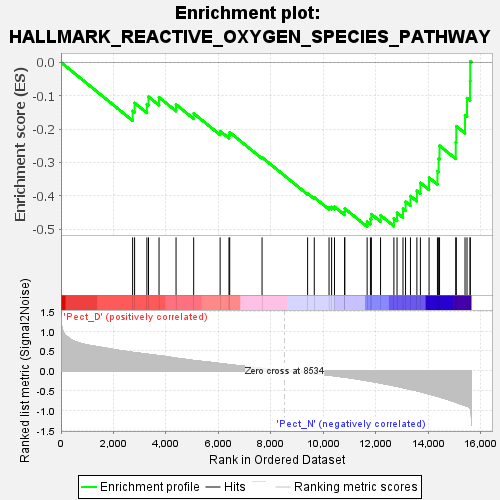 Enrichment plot:
HALLMARK_REACTIVE_OXYGEN_SPECIES_PATHWAY
Enrichment score (ES)
0.0
-0.1
-0.2
-0.3
-0.4
-0.5
Ranked list metric (Signal2Noise)
1.5
1.0
0.5
0.0
-0.5
-1.0
-1.5
'Pect_D' (positively correlated)
Zero cross at 8534
'Pect_N' (negatively correlated)
0 2,000 4,000 6,000 8,000 10,000 12,000 14,000 16,000
Rank in Ordered Dataset
Enrichment profile Hits Ranking metric scores